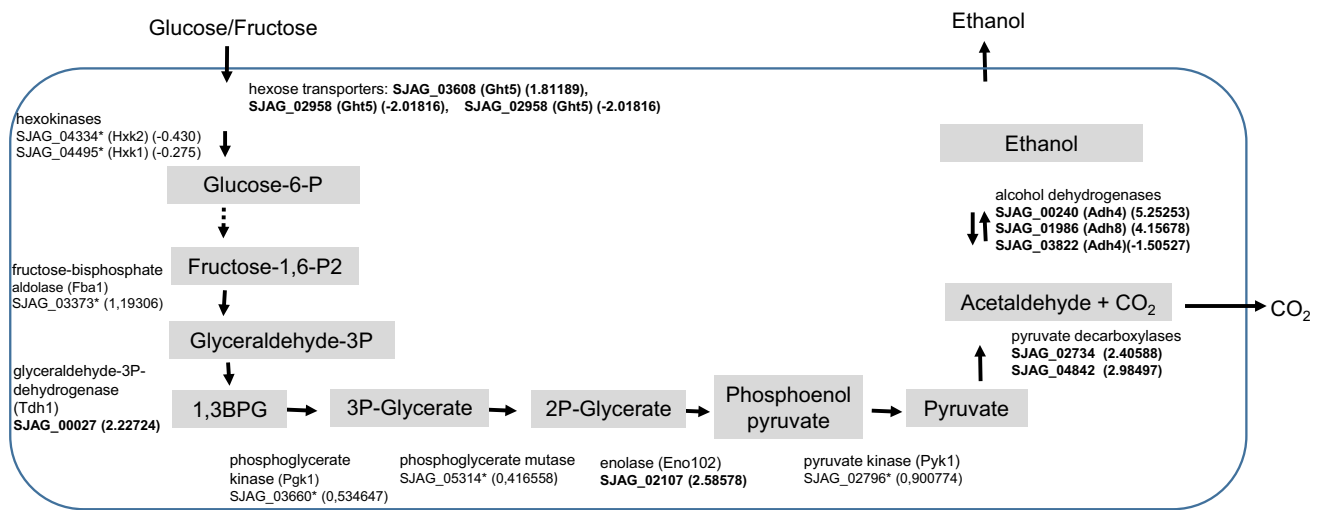 Glucose/Fructose
Ethanol
hexose transporters: SJAG_03608 (Ght5) (1.81189),
SJAG_02958 (Ght5) (-2.01816), SJAG_02958 (Ght5) (-2.01816)
hexokinases
SJAG_04334* (Hxk2) (-0.430)
SJAG_04495* (Hxk1) (-0.275)
Glucose-6-P
Ethanol
alcohol dehydrogenases
SJAG_00240 (Adh4) (5.25253)
SJAG_01986 (Adh8) (4.15678)
SJAG_03822 (Adh4)(-1.50527)
fructose-bisphosphate
aldolase (Fba1)
SJAG_03373* (1,19306)
Fructose-1,6-P2
Acetaldehyde + CO2
CO2
Glyceraldehyde-3P
pyruvate decarboxylases
SJAG_02734 (2.40588)
SJAG_04842 (2.98497)
glyceraldehyde-3P-
dehydrogenase
(Tdh1)
SJAG_00027 (2.22724)
1,3BPG
3P-Glycerate
2P-Glycerate
Phosphoenol
pyruvate
Pyruvate
phosphoglycerate
kinase (Pgk1)
SJAG_03660* (0,534647)
phosphoglycerate mutase
SJAG_05314* (0,416558)
enolase (Eno102)
SJAG_02107 (2.58578)
pyruvate kinase (Pyk1)
SJAG_02796* (0,900774)